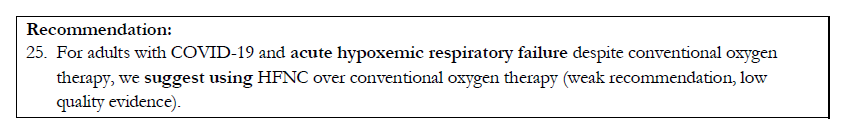 Recommendation:
25. For adults with COVID-19 and acute hypoxemic respiratory failure despite conventional oxygen
therapy, we suggest using HFNC over conventional oxygen therapy (weak recommendation, low
quality evidence).